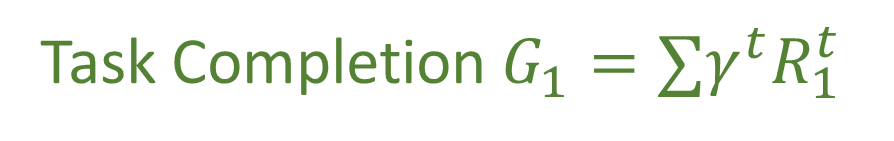 Task Completion G₁ = ∑γᵗR₁ᵗ